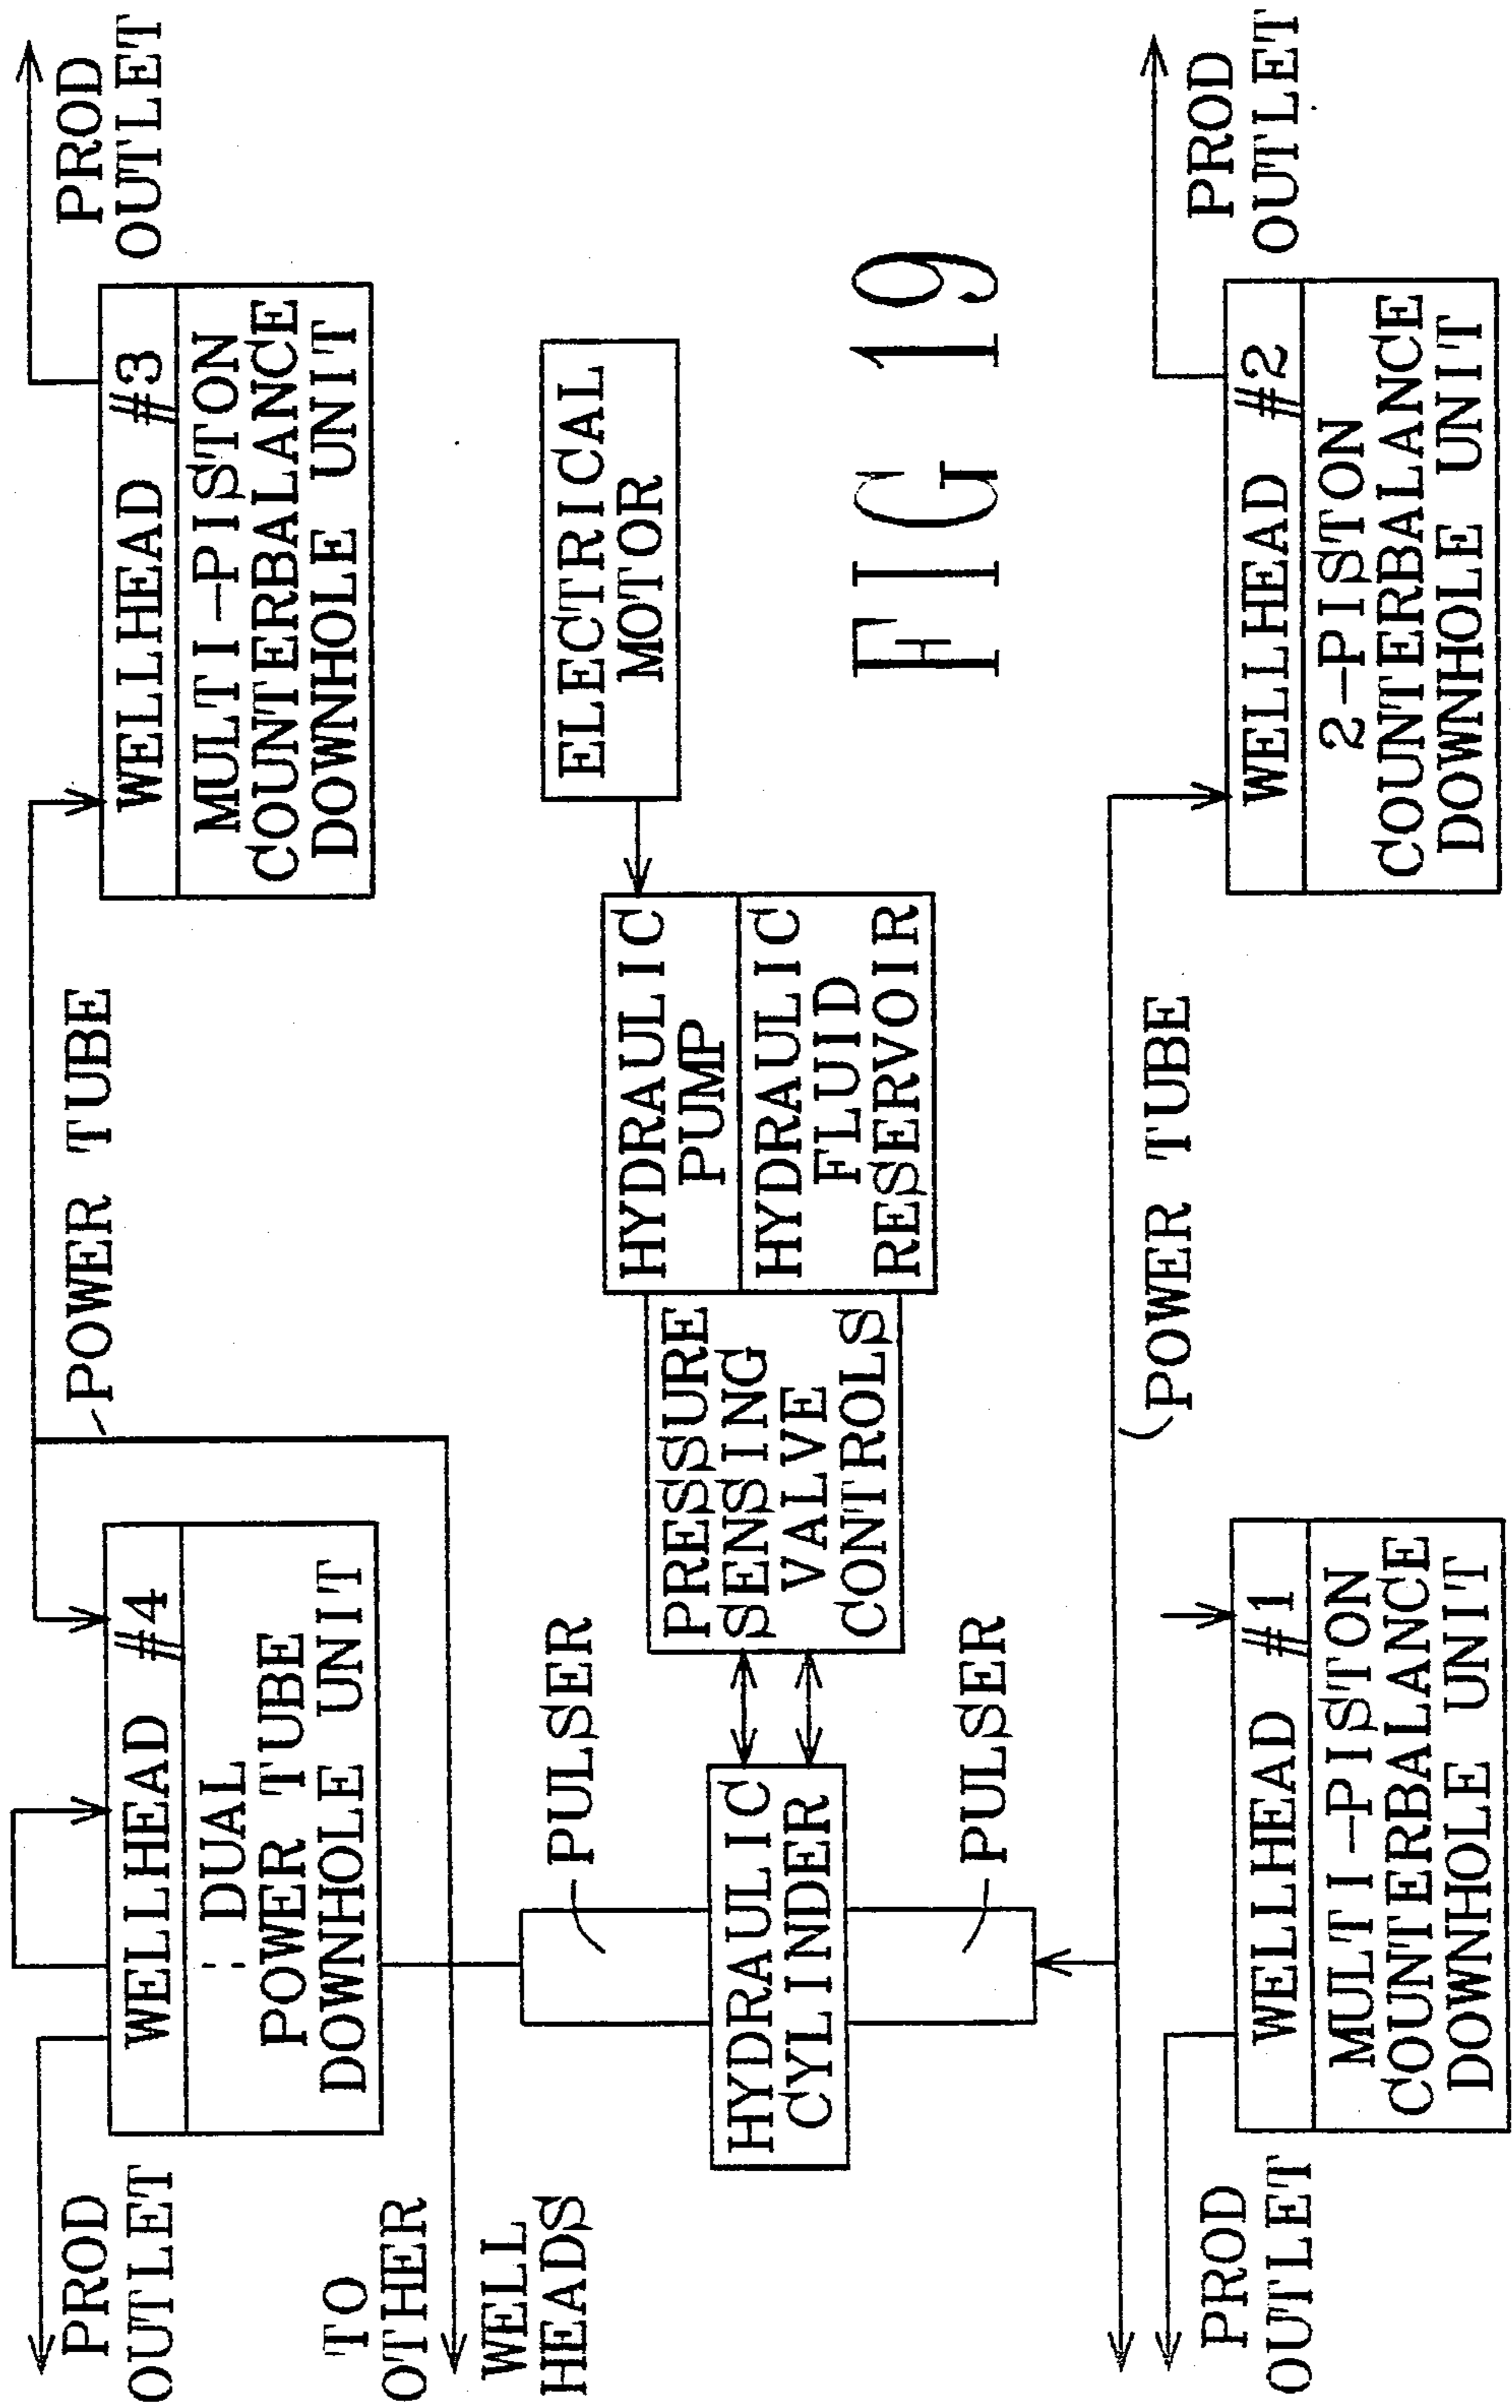 PROD
OUTLET
WELLHEAD #4
DUAL
POWER TUBE
DOWNHOLE UNIT
POWER TUBE
WELLHEAD #3
MULTI-PISTON
COUNTERBALANCE
DOWNHOLE UNIT
PROD
OUTLET
TO
OTHER
WELL
HEADS
PULSER
HYDRAULIC
CYLINDER
PULSER
PRESSURE
SENSING
VALVE
CONTROLS
HYDRAULIC
PUMP
HYDRAULIC
FLUID
RESERVOIR
ELECTRICAL
MOTOR
FIG 19
PROD
OUTLET
WELLHEAD #1
MULTI-PISTON
COUNTERBALANCE
DOWNHOLE UNIT
POWER TUBE
WELLHEAD #2
2-PISTON
COUNTERBALANCE
DOWNHOLE UNIT
PROD
OUTLET